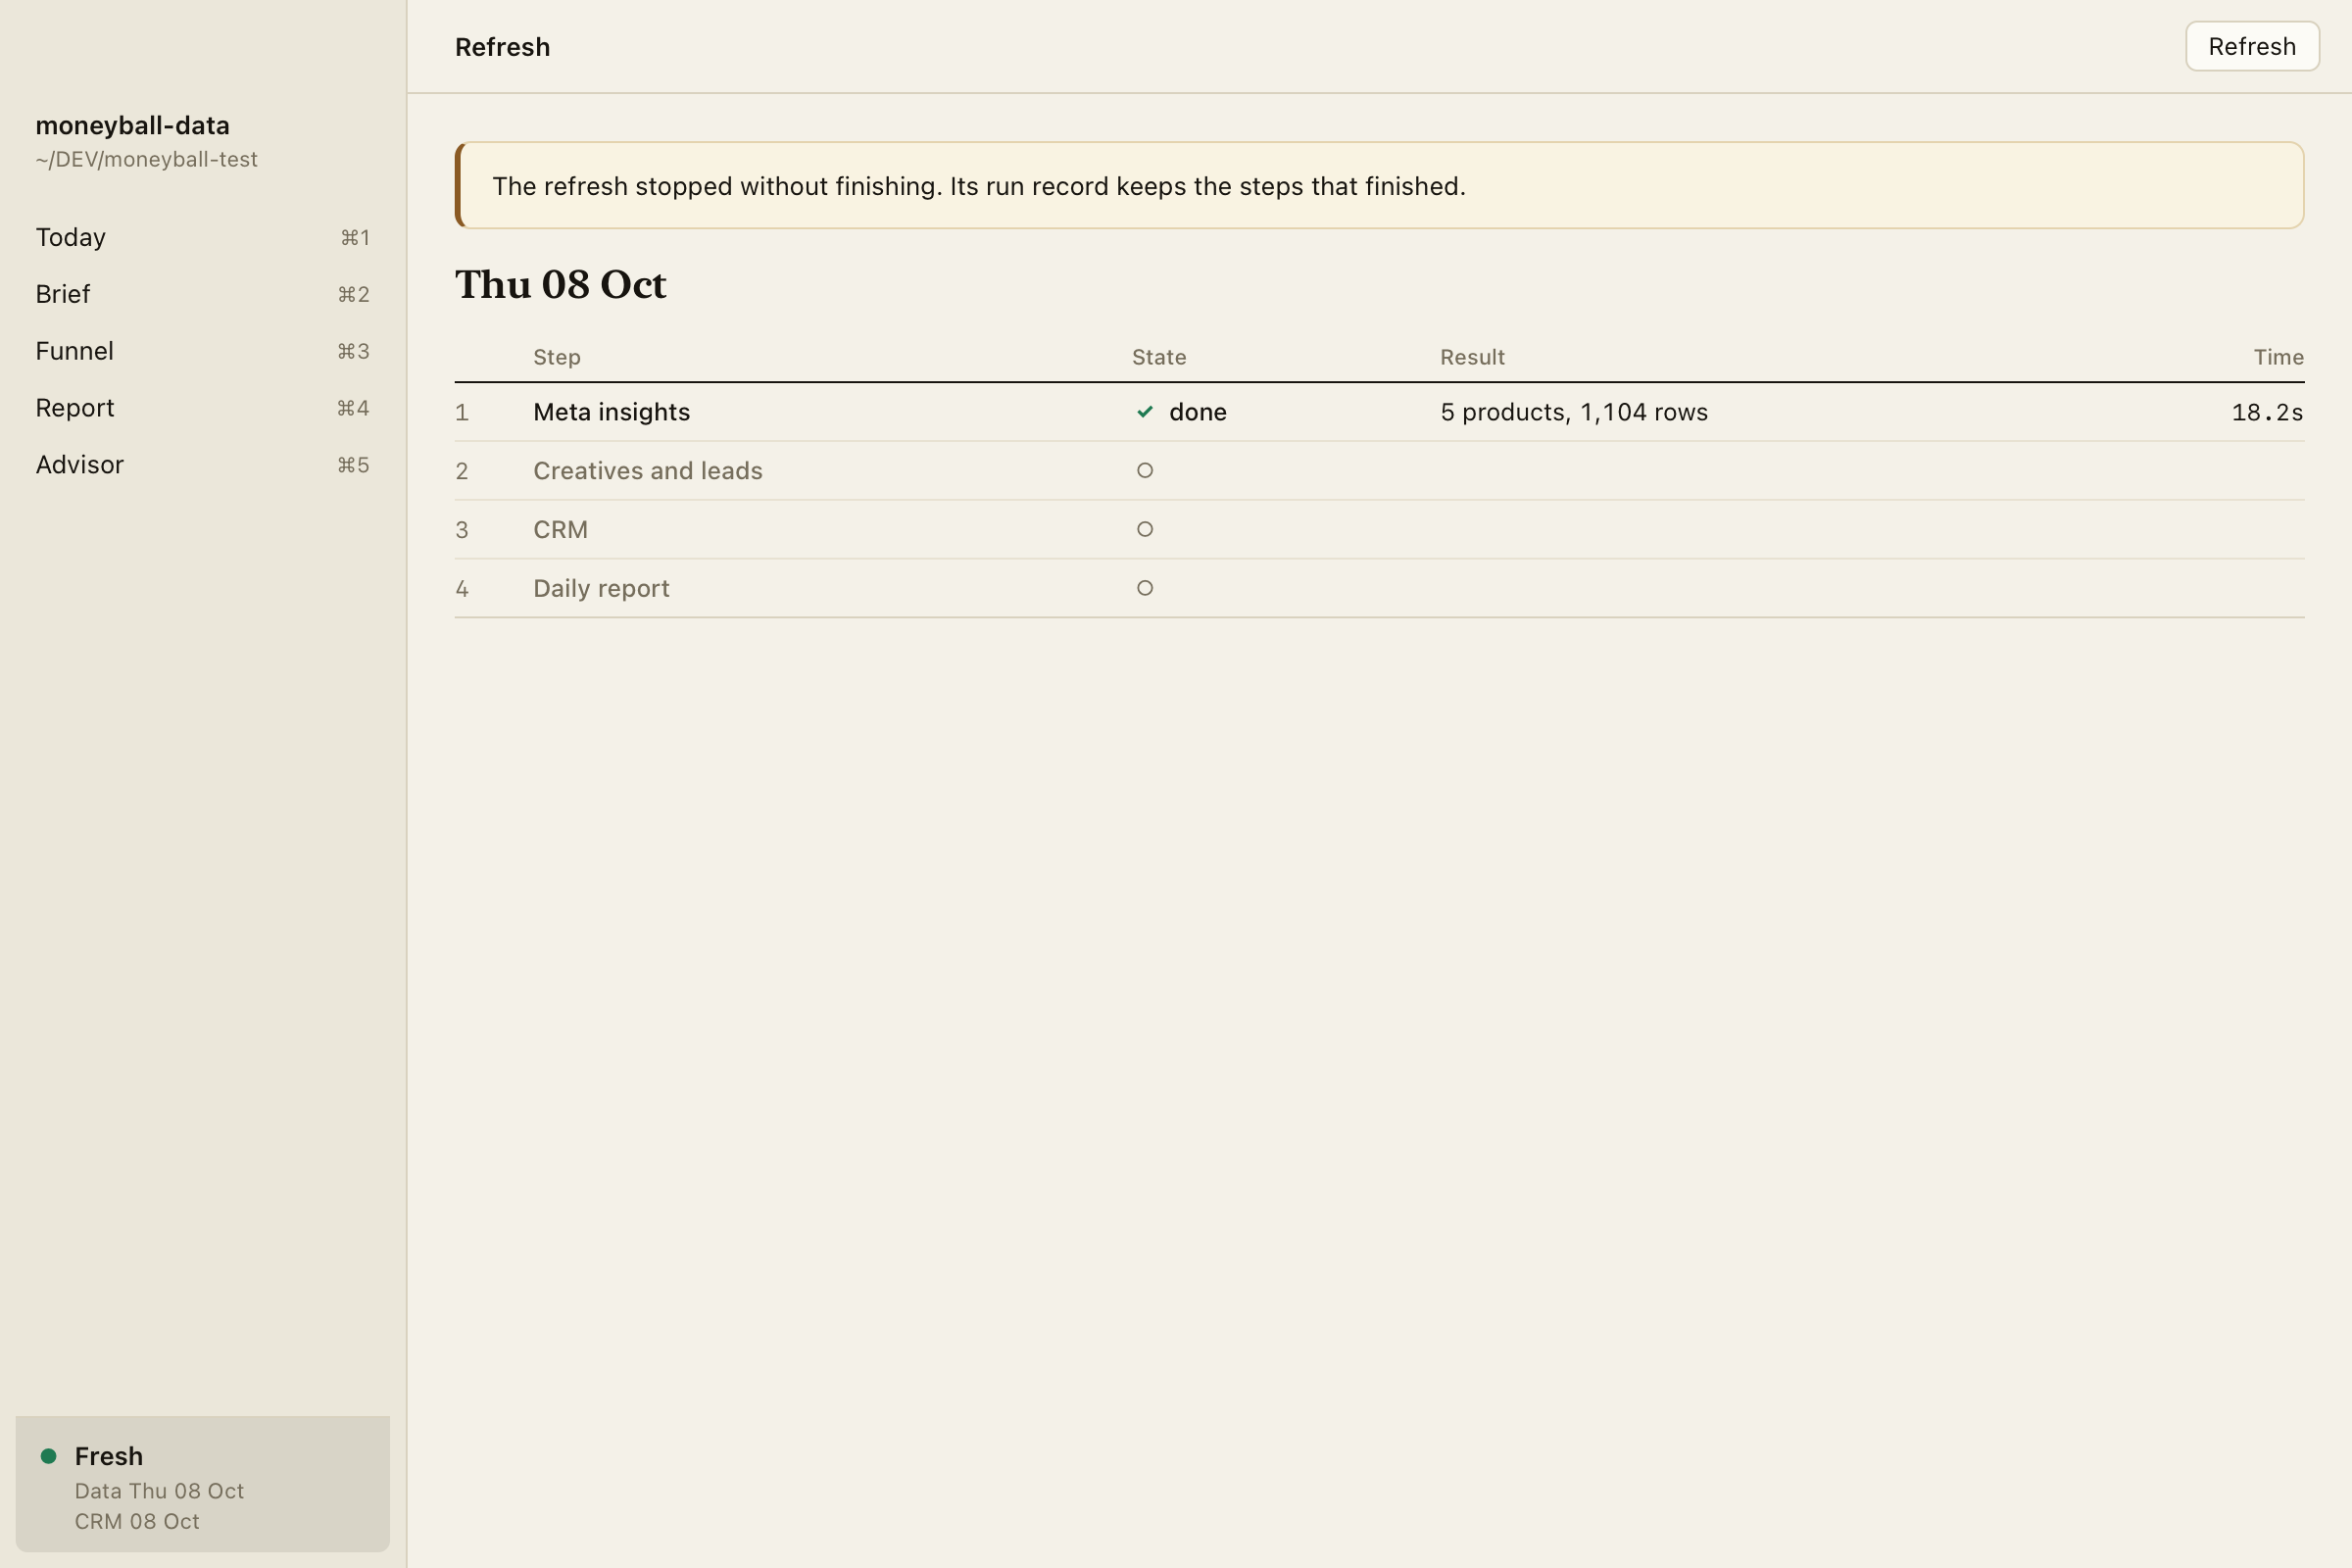 moneyball-data
~/DEV/moneyball-test
Today ⌘1
Brief ⌘2
Funnel ⌘3
Report ⌘4
Advisor ⌘5
Fresh
Data Thu 08 Oct
CRM 08 Oct
Refresh Refresh
The refresh stopped without finishing. Its run record keeps the steps that finished.
Thu 08 Oct
Step State Result Time
1 Meta insights ✓ done 5 products, 1,104 rows 18.2s
2 Creatives and leads
3 CRM
4 Daily report